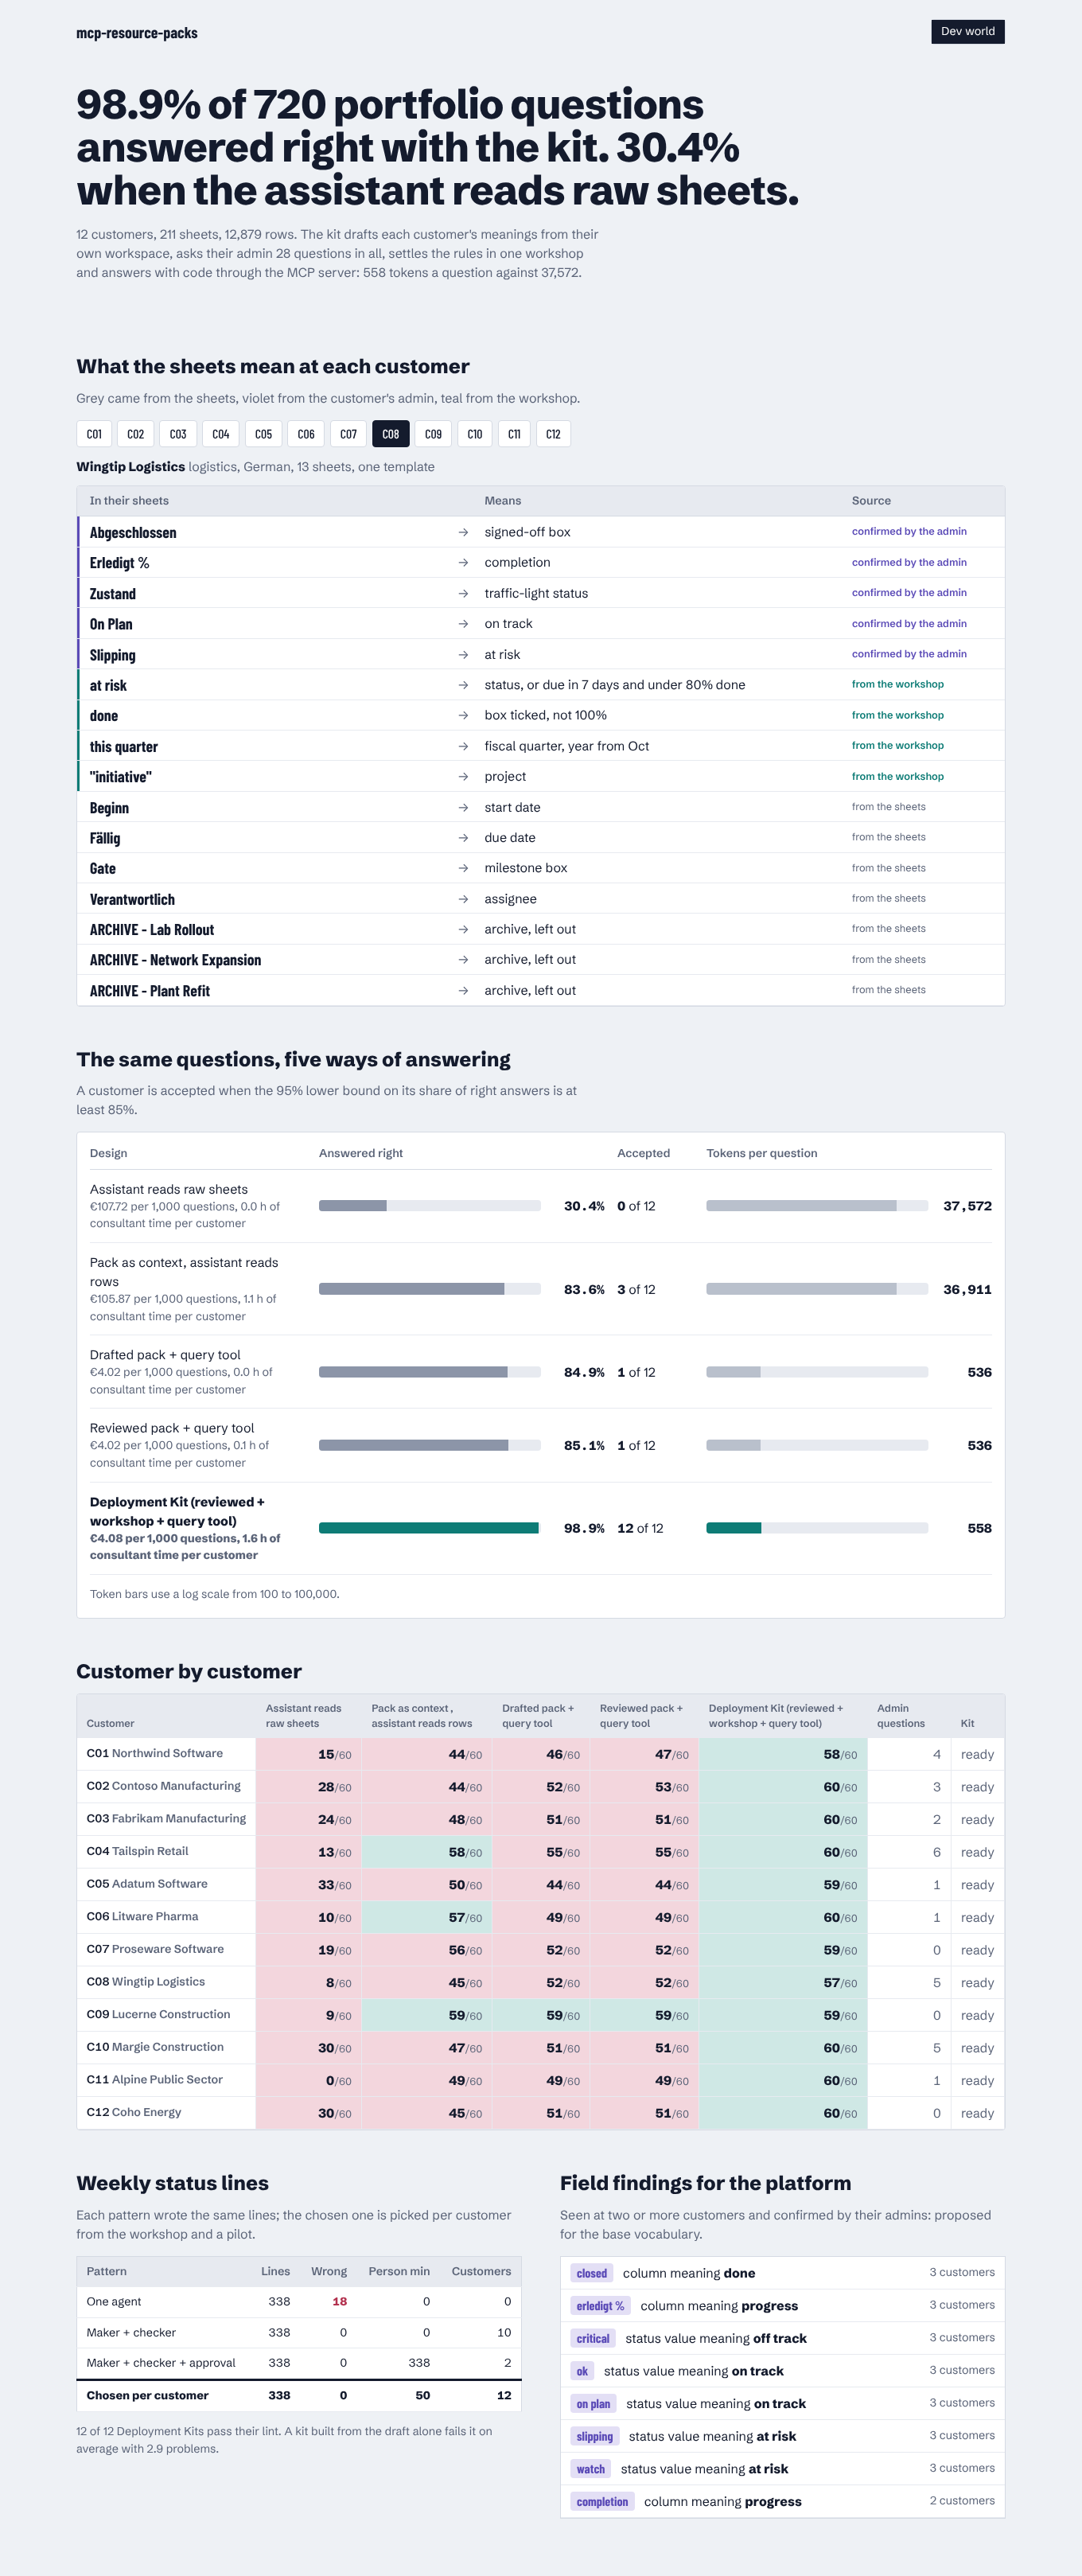 mcp-resource-packs
Dev world
98.9% of 720 portfolio questions
answered right with the kit. 30.4%
when the assistant reads raw sheets.
12 customers, 211 sheets, 12,879 rows. The kit drafts each customer's meanings from their
own workspace, asks their admin 28 questions in all, settles the rules in one workshop
and answers with code through the MCP server: 558 tokens a question against 37,572.
What the sheets mean at each customer
Grey came from the sheets, violet from the customer's admin, teal from the workshop.
C01 C02 C03 C04 C05 C06 C07 C08 C09 C10 C11 C12
Wingtip Logistics logistics, German, 13 sheets, one template
In their sheets Means Source
Abgeschlossen → signed-off box confirmed by the admin
Erledigt % → completion confirmed by the admin
Zustand → traffic-light status confirmed by the admin
On Plan → on track confirmed by the admin
Slipping → at risk confirmed by the admin
at risk → status, or due in 7 days and under 80% done from the workshop
done → box ticked, not 100% from the workshop
this quarter → fiscal quarter, year from Oct from the workshop
"initiative" → project from the workshop
Beginn → start date from the sheets
Fällig → due date from the sheets
Gate → milestone box from the sheets
Verantwortlich → assignee from the sheets
ARCHIVE - Lab Rollout → archive, left out from the sheets
ARCHIVE - Network Expansion → archive, left out from the sheets
ARCHIVE - Plant Refit → archive, left out from the sheets
The same questions, five ways of answering
A customer is accepted when the 95% lower bound on its share of right answers is at
least 85%.
Design Answered right Accepted Tokens per question
Assistant reads raw sheets
€107.72 per 1,000 questions, 0.0 h of
consultant time per customer
30.4% 0 of 12 37,572
Pack as context, assistant reads
rows
€105.87 per 1,000 questions, 1.1 h of
consultant time per customer
83.6% 3 of 12 36,911
Drafted pack + query tool
€4.02 per 1,000 questions, 0.0 h of
consultant time per customer
84.9% 1 of 12 536
Reviewed pack + query tool
€4.02 per 1,000 questions, 0.1 h of
consultant time per customer
85.1% 1 of 12 536
Deployment Kit (reviewed +
workshop + query tool)
€4.08 per 1,000 questions, 1.6 h of
consultant time per customer
98.9% 12 of 12 558
Token bars use a log scale from 100 to 100,000.
Customer by customer
Customer Assistant reads raw sheets Pack as context, assistant reads rows Drafted pack + query tool Reviewed pack + query tool Deployment Kit (reviewed + workshop + query tool) Admin questions Kit
C01 Northwind Software 15/60 44/60 46/60 47/60 58/60 4 ready
C02 Contoso Manufacturing 28/60 44/60 52/60 53/60 60/60 3 ready
C03 Fabrikam Manufacturing 24/60 48/60 51/60 51/60 60/60 2 ready
C04 Tailspin Retail 13/60 58/60 55/60 55/60 60/60 6 ready
C05 Adatum Software 33/60 50/60 44/60 44/60 59/60 1 ready
C06 Litware Pharma 10/60 57/60 49/60 49/60 60/60 1 ready
C07 Proseware Software 19/60 56/60 52/60 52/60 59/60 0 ready
C08 Wingtip Logistics 8/60 45/60 52/60 52/60 57/60 5 ready
C09 Lucerne Construction 9/60 59/60 59/60 59/60 59/60 0 ready
C10 Margie Construction 30/60 47/60 51/60 51/60 60/60 5 ready
C11 Alpine Public Sector 0/60 49/60 49/60 49/60 60/60 1 ready
C12 Coho Energy 30/60 45/60 51/60 51/60 60/60 0 ready
Weekly status lines
Each pattern wrote the same lines; the chosen one is picked per customer
from the workshop and a pilot.
Pattern Lines Wrong Person min Customers
One agent 338 18 0 0
Maker + checker 338 0 0 10
Maker + checker + approval 338 0 338 2
Chosen per customer 338 0 50 12
12 of 12 Deployment Kits pass their lint. A kit built from the draft alone fails it on
average with 2.9 problems.
Field findings for the platform
Seen at two or more customers and confirmed by their admins: proposed
for the base vocabulary.
closed column meaning done 3 customers
erledigt % column meaning progress 3 customers
critical status value meaning off track 3 customers
ok status value meaning on track 3 customers
on plan status value meaning on track 3 customers
slipping status value meaning at risk 3 customers
watch status value meaning at risk 3 customers
completion column meaning progress 2 customers